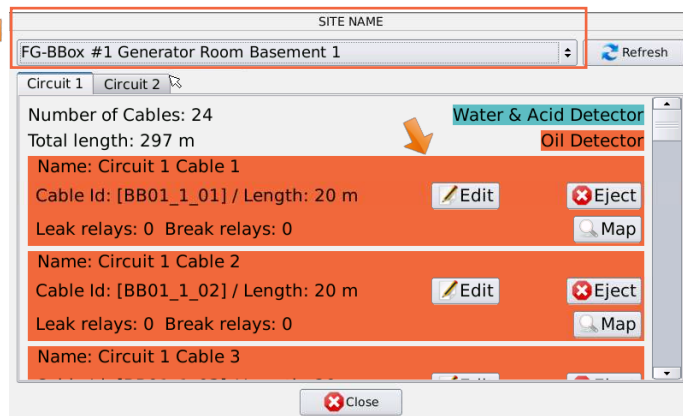 SITE NAME
FG-BBox #1 Generator Room Basement 1
Refresh
Circuit 1 Circuit 2
Number of Cables: 24 Water & Acid Detector
Total length: 297 m Oil Detector
Name: Circuit 1 Cable 1
Cable Id: [BB01_1_01] / Length: 20 m Edit Eject
Leak relays: 0 Break relays: 0 Map
Name: Circuit 1 Cable 2
Cable Id: [BB01_1_02] / Length: 20 m Edit Eject
Leak relays: 0 Break relays: 0 Map
Name: Circuit 1 Cable 3
Close